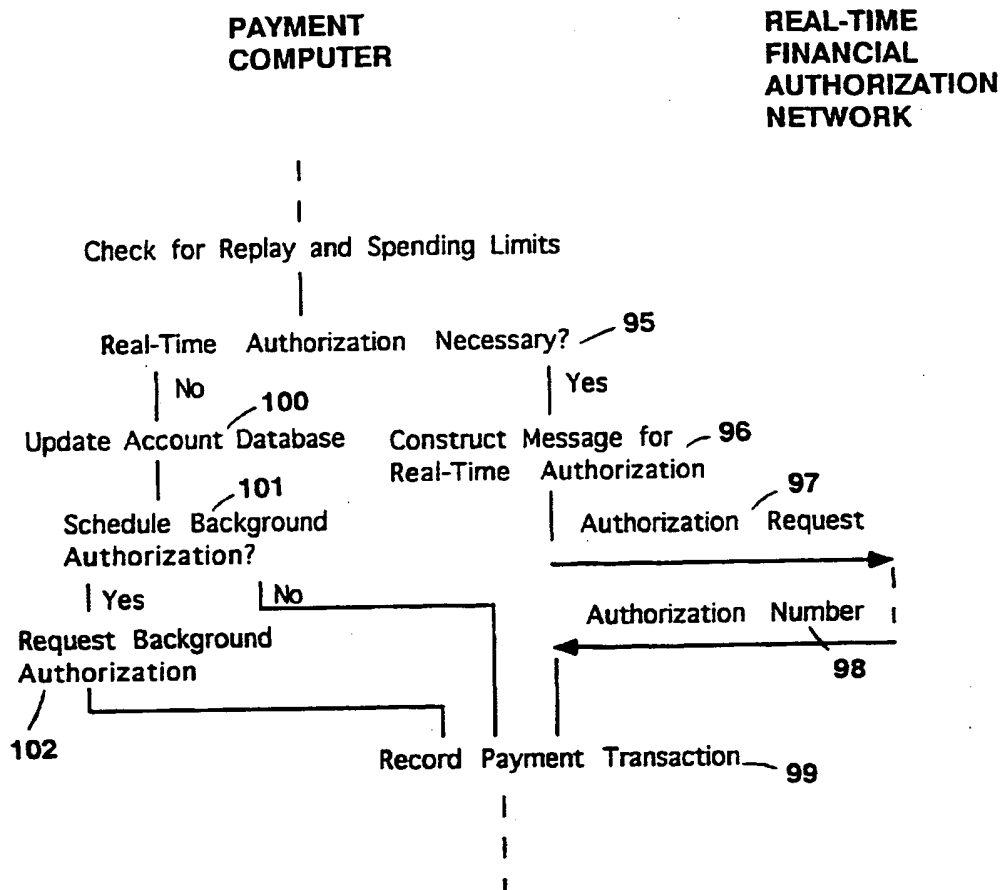 PAYMENT
COMPUTER
REAL-TIME
FINANCIAL
AUTHORIZATION
NETWORK
Check for Replay and Spending Limits
Real-Time Authorization Necessary? 95
No
Yes
100
Update Account Database
Construct Message for 96
Real-Time Authorization
101
Schedule Background
Authorization?
97
Authorization Request
Yes
No
Authorization Number
98
Request Background
Authorization
102
Record Payment Transaction 99